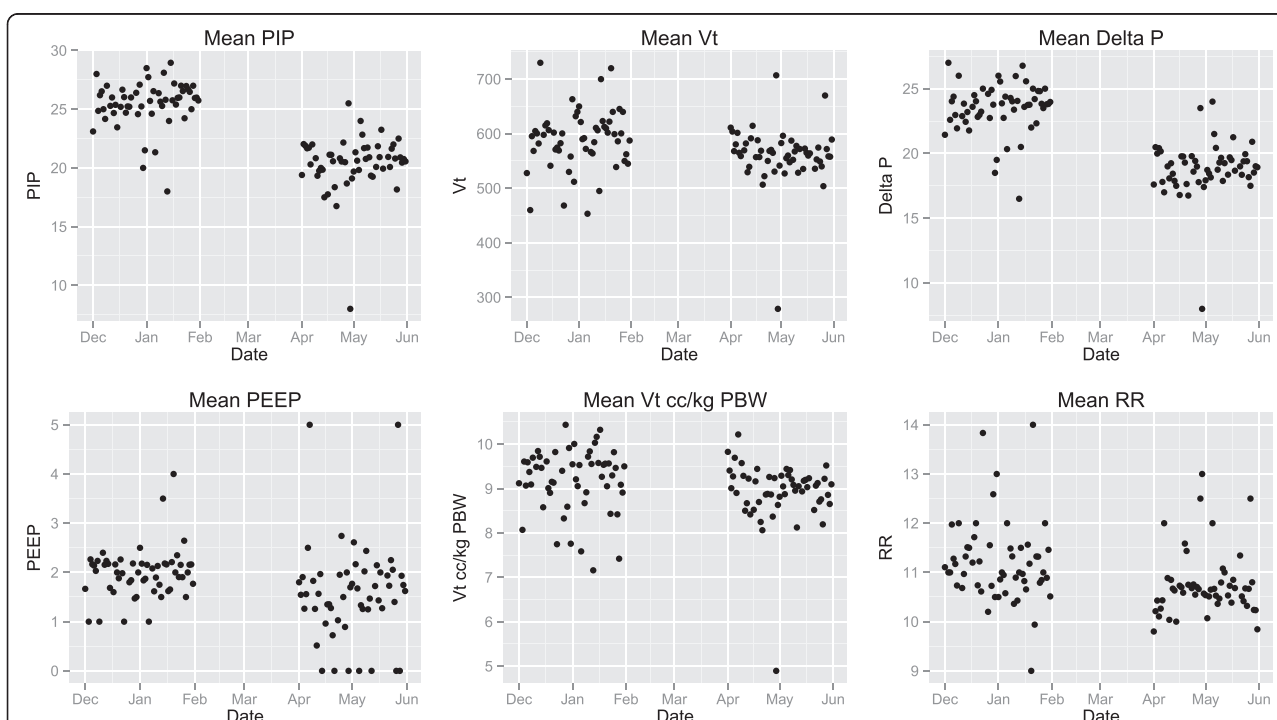 Mean PIP
30
25
20
15
10
PIP
Dec Jan Feb Mar Apr May Jun
Date
Mean Vt
700
600
500
400
300
Vt
Dec Jan Feb Mar Apr May Jun
Date
Mean Delta P
25
20
15
10
Delta P
Dec Jan Feb Mar Apr May Jun
Date
Mean PEEP
5
4
3
2
1
0
PEEP
Dec Jan Feb Mar Apr May Jun
Date
Mean Vt cc/kg PBW
10
9
8
7
6
5
Vt cc/kg PBW
Dec Jan Feb Mar Apr May Jun
Date
Mean RR
14
13
12
11
10
9
RR
Dec Jan Feb Mar Apr May Jun
Date